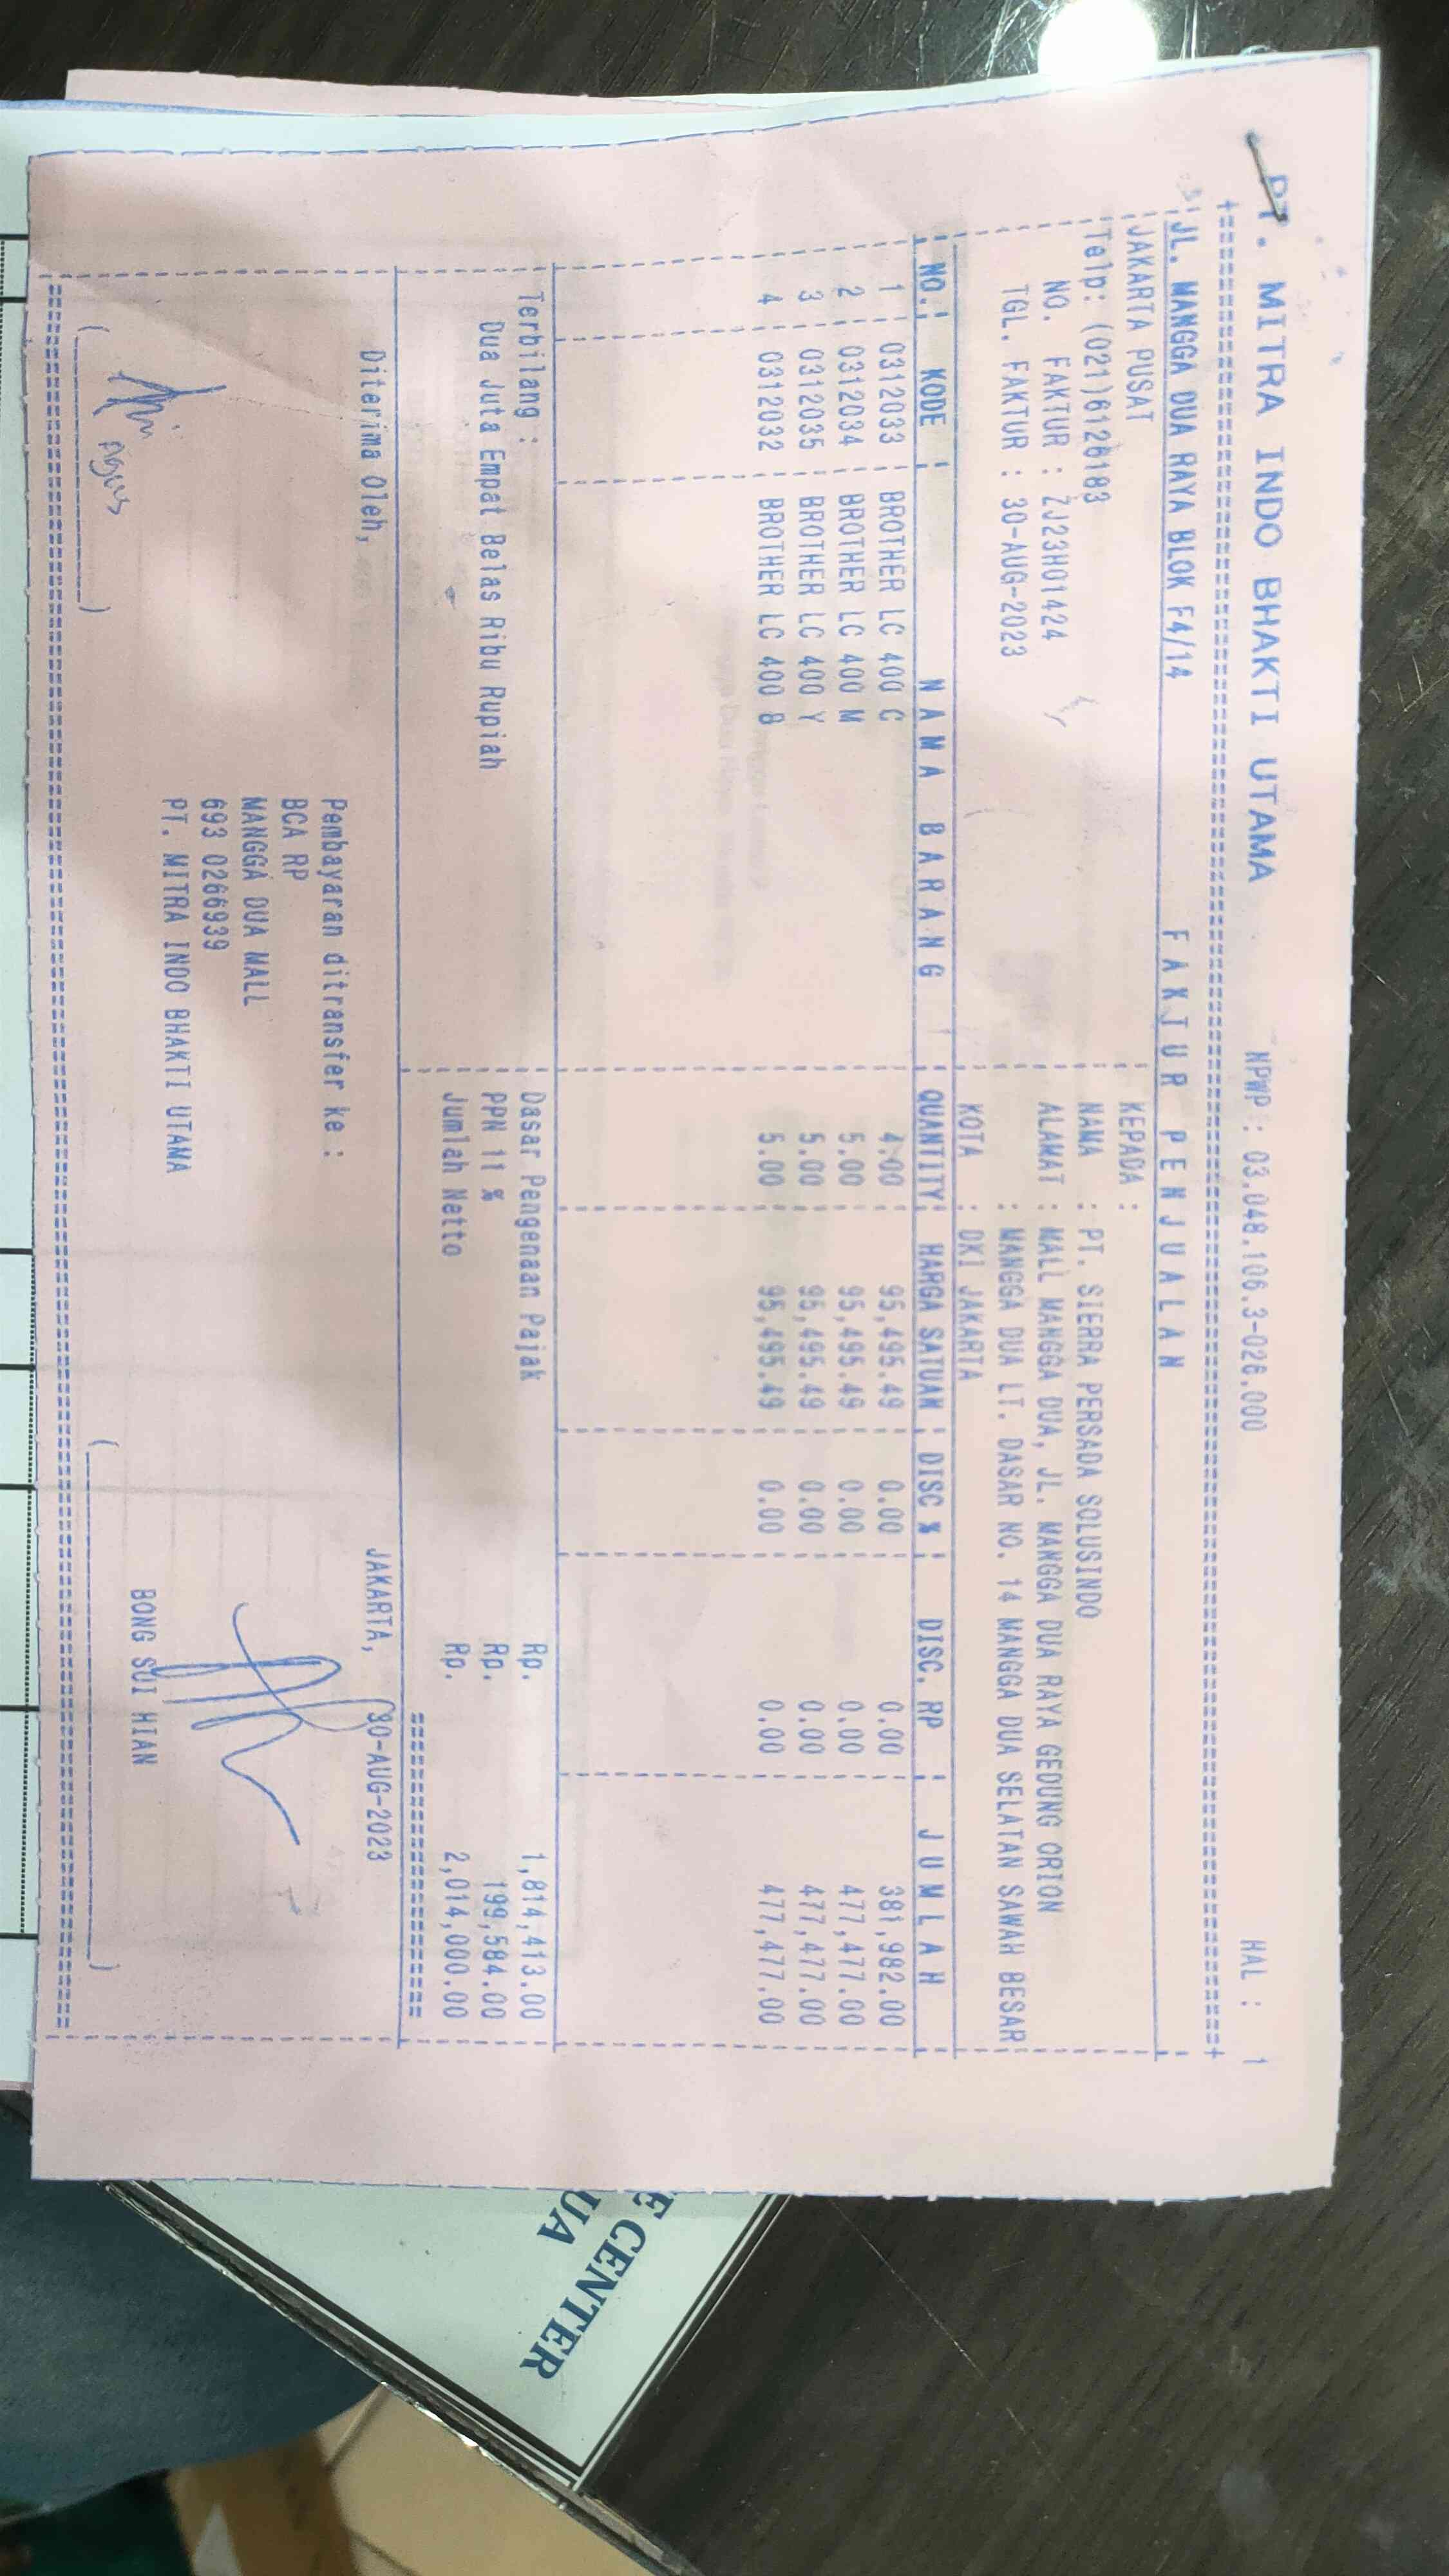 PT. MITRA INDO BHAKTI UTAMA NPWP : 03.048.106.3-026.000 HAL : 1
JL. MANGGA DUA RAYA BLOK F4/14 F A K T U R P E N J U A L A N
JAKARTA PUSAT KEPADA :
Telp: (021)6126183 NAMA : PT. SIERRA PERSADA SOLUSINDO
NO. FAKTUR : ZJ23H01424 ALAMAT : MALL MANGGA DUA, JL. MANGGA DUA RAYA GEDUNG ORION
TGL. FAKTUR : 30-AUG-2023 : MANGGA DUA LT. DASAR NO. 14 MANGGA DUA SELATAN SAWAH BESAR
KOTA : DKI JAKARTA
NO. KODE N A M A B A R A N G QUANTITY HARGA SATUAN DISC % DISC. RP J U M L A H
1 0312033 BROTHER LC 400 C 4.00 95,495.49 0.00 0.00 381,982.00
2 0312034 BROTHER LC 400 M 5.00 95,495.49 0.00 0.00 477,477.00
3 0312035 BROTHER LC 400 Y 5.00 95,495.49 0.00 0.00 477,477.00
4 0312032 BROTHER LC 400 B 5.00 95,495.49 0.00 0.00 477,477.00
Terbilang : Dasar Pengenaan Pajak Rp. 1,814,413.00
Dua Juta Empat Belas Ribu Rupiah PPN 11 % Rp. 199,584.00
Jumlah Netto Rp. 2,014,000.00
Diterima Oleh, JAKARTA, 30-AUG-2023
Pembayaran ditransfer ke :
BCA RP
MANGGA DUA MALL
693 0266939
PT. MITRA INDO BHAKTI UTAMA
Agus
BONG SUI HIAN
E CENTER
UA